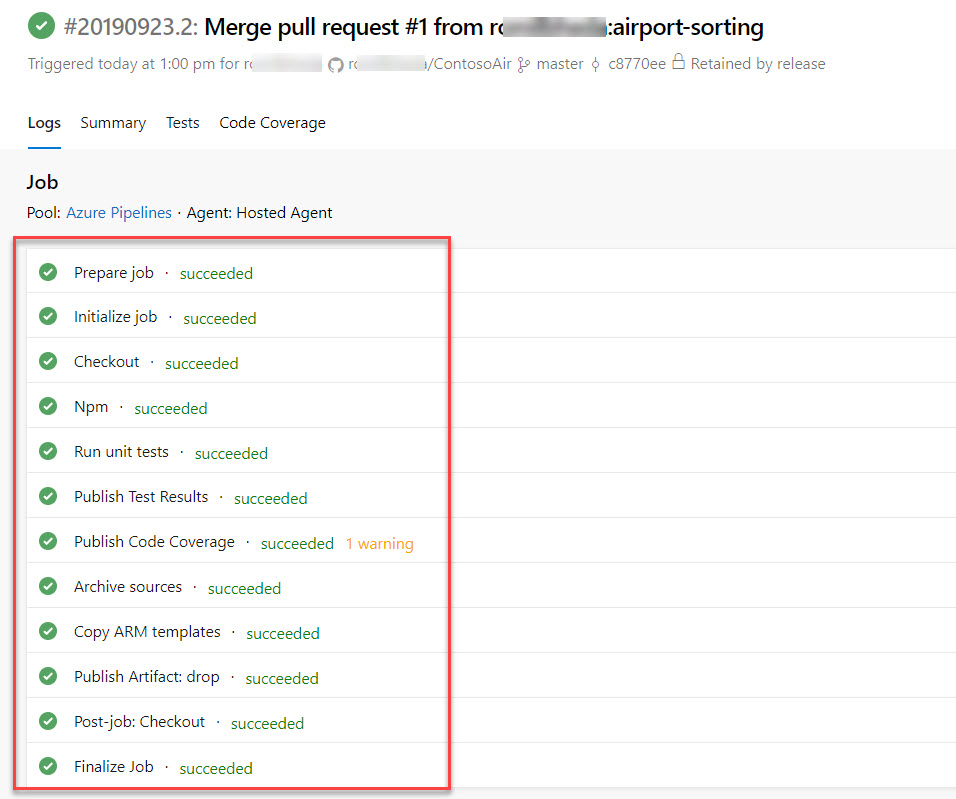 #20190923.2: Merge pull request #1 from :airport-sorting
Triggered today at 1:00 pm for /ContosoAir master c8770ee Retained by release
Logs Summary Tests Code Coverage
Job
Pool: Azure Pipelines · Agent: Hosted Agent
Prepare job · succeeded
Initialize job · succeeded
Checkout · succeeded
Npm · succeeded
Run unit tests · succeeded
Publish Test Results · succeeded
Publish Code Coverage · succeeded 1 warning
Archive sources · succeeded
Copy ARM templates · succeeded
Publish Artifact: drop · succeeded
Post-job: Checkout · succeeded
Finalize Job · succeeded